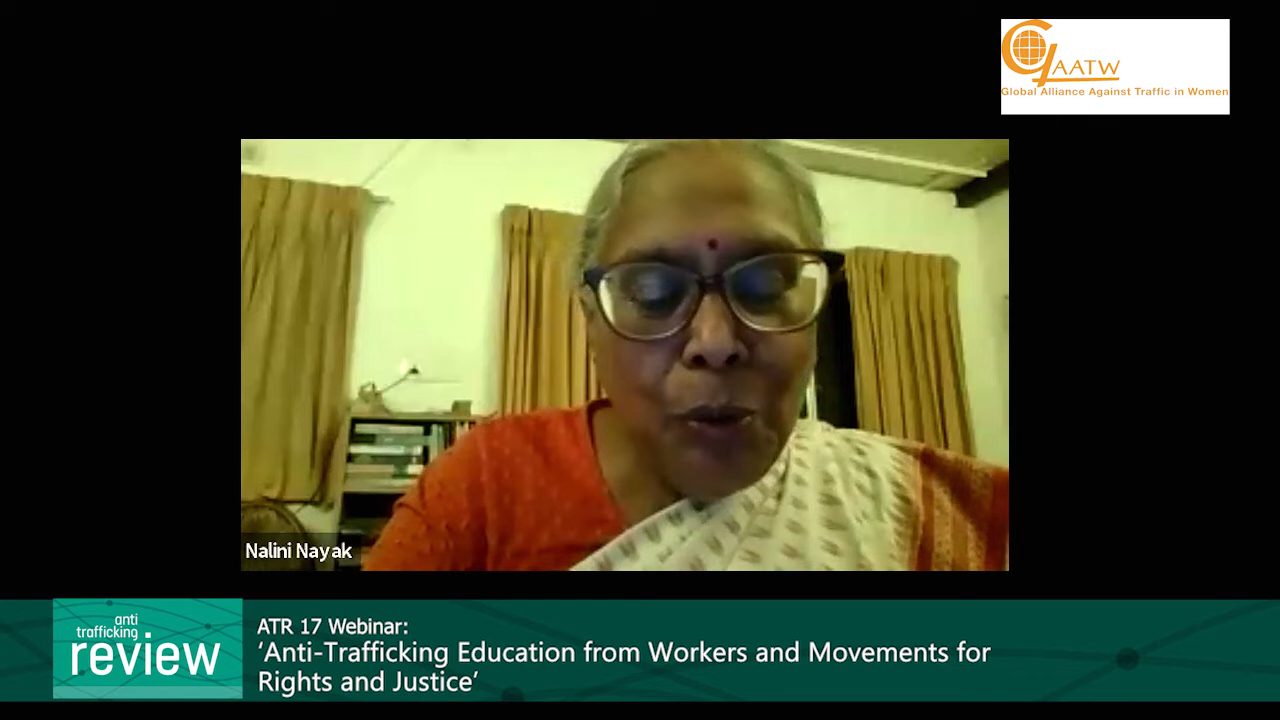 GAATW
Global Alliance Against Traffic in Women
Nalini Nayak
anti
trafficking
review
ATR 17 Webinar:
‘Anti-Trafficking Education from Workers and Movements for
Rights and Justice’